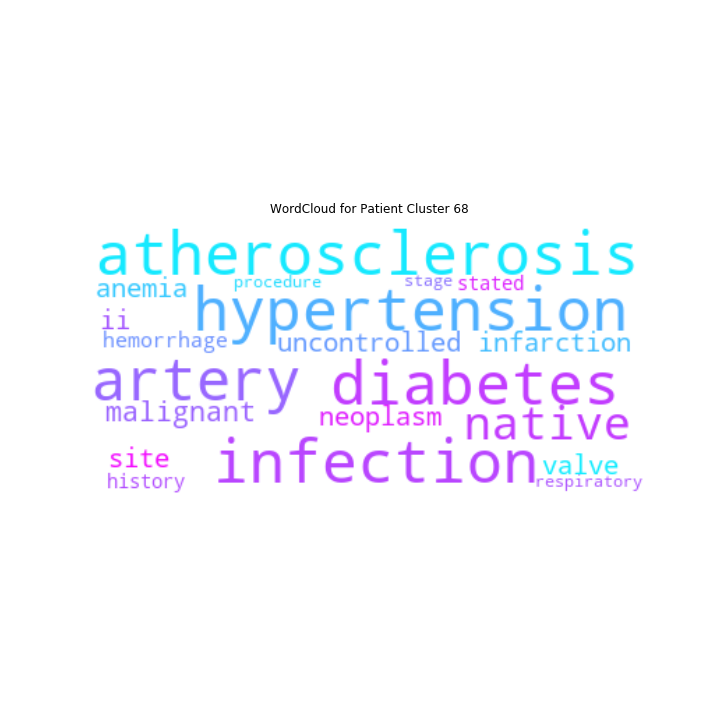 WordCloud for Patient Cluster 68
atherosclerosis
anemia procedure stage stated
hypertension
ii
hemorrhage uncontrolled infarction
artery diabetes
malignant neoplasm native
site infection valve
history respiratory